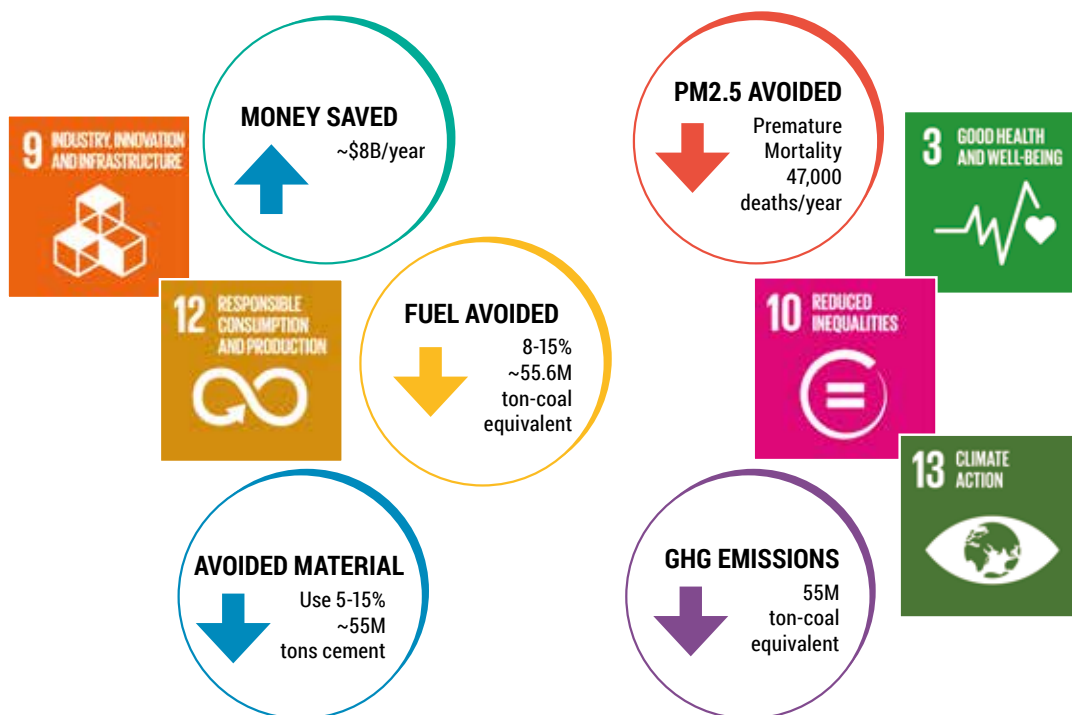 MONEY SAVED
~$8B/year
PM2.5 AVOIDED
Premature
Mortality
47,000
deaths/year
9 INDUSTRY, INNOVATION
AND INFRASTRUCTURE
3 GOOD HEALTH
AND WELL-BEING
12 RESPONSIBLE
CONSUMPTION
AND PRODUCTION
FUEL AVOIDED
8-15%
~55.6M
ton-coal
equivalent
10 REDUCED
INEQUALITIES
13 CLIMATE
ACTION
AVOIDED MATERIAL
Use 5-15%
~55M
tons cement
GHG EMISSIONS
55M
ton-coal
equivalent